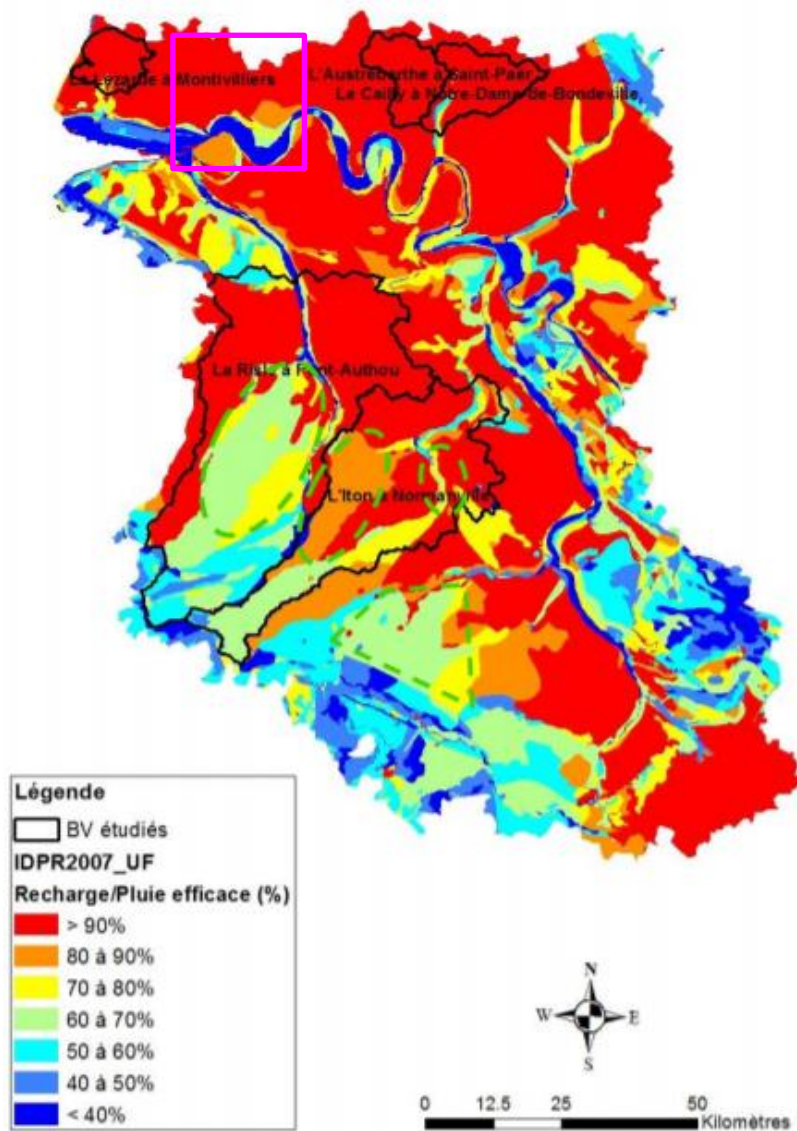 La Lézarde à Montivilliers
L'Austreberthe à Saint-Paër
Le Cailly à Notre-Dame-de-Bondeville
La Risle à Pont-Authou
L'Iton à Normanville
Légende
BV étudiés
IDPR2007_UF
Recharge/Pluie efficace (%)
> 90%
80 à 90%
70 à 80%
60 à 70%
50 à 60%
40 à 50%
< 40%
N
W E
S
0 12.5 25 50
Kilomètres